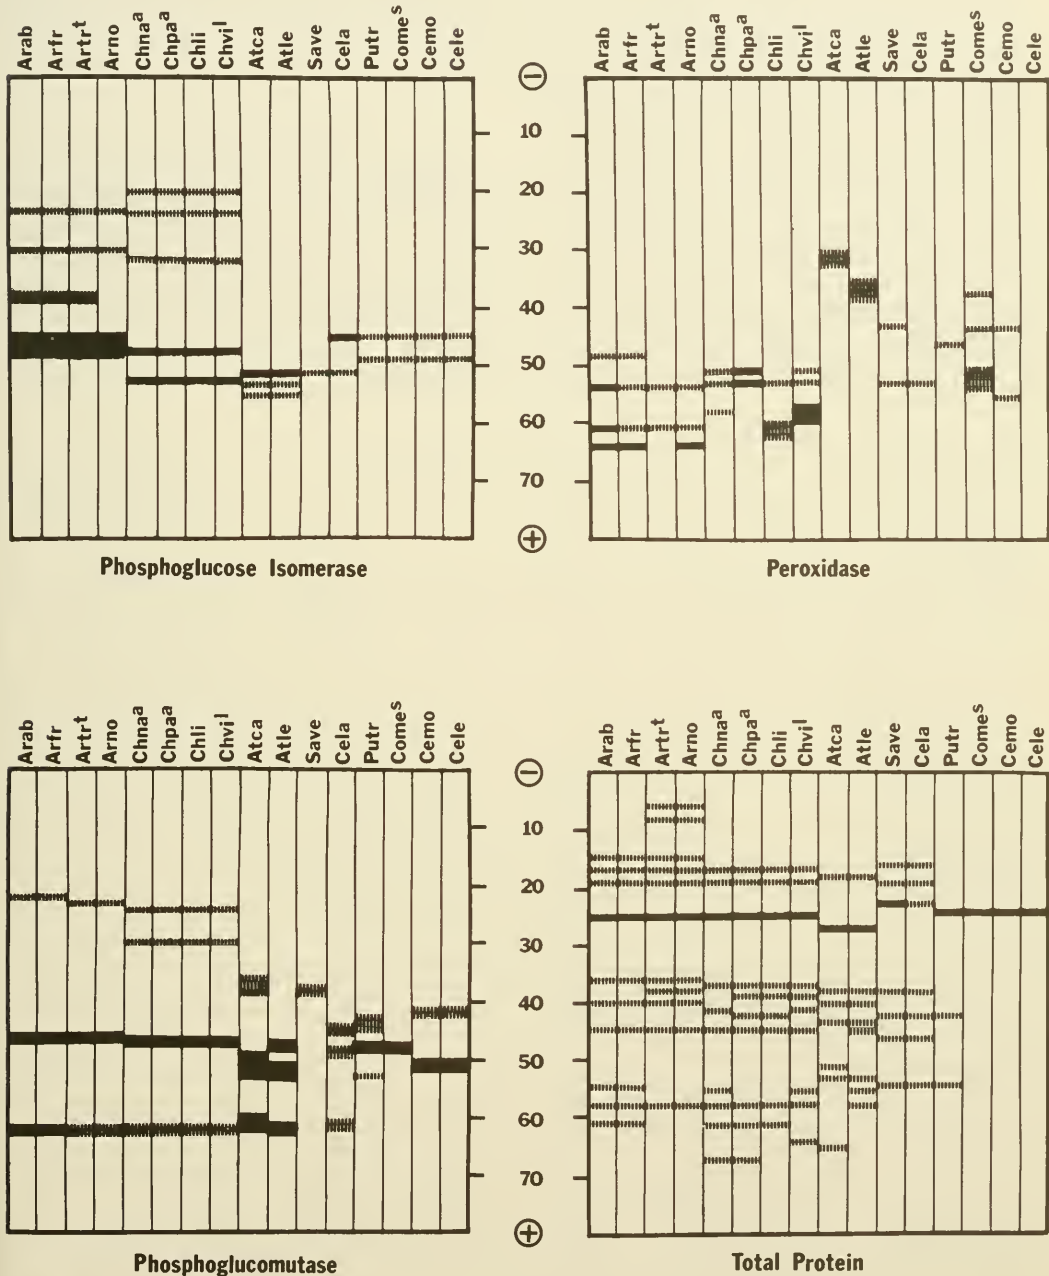 Arab Arfr Artrᵗ Arno Chnaᵃ Chpaᵃ Chli Chviˡ Atca Atle Save Cela Putr Comeˢ Cemo Cele
Arab Arfr Artrᵗ Arno Chnaᵃ Chpaᵃ Chli Chviˡ Atca Atle Save Cela Putr Comeˢ Cemo Cele
−
10
20
30
40
50
60
70
+
Phosphoglucose Isomerase
Peroxidase
Arab Arfr Artrᵗ Arno Chnaᵃ Chpaᵃ Chli Chviˡ Atca Atle Save Cela Putr Comeˢ Cemo Cele
Arab Arfr Artrᵗ Arno Chnaᵃ Chpaᵃ Chli Chviˡ Atca Atle Save Cela Putr Comeˢ Cemo Cele
−
10
20
30
40
50
60
70
+
Phosphoglucomutase
Total Protein